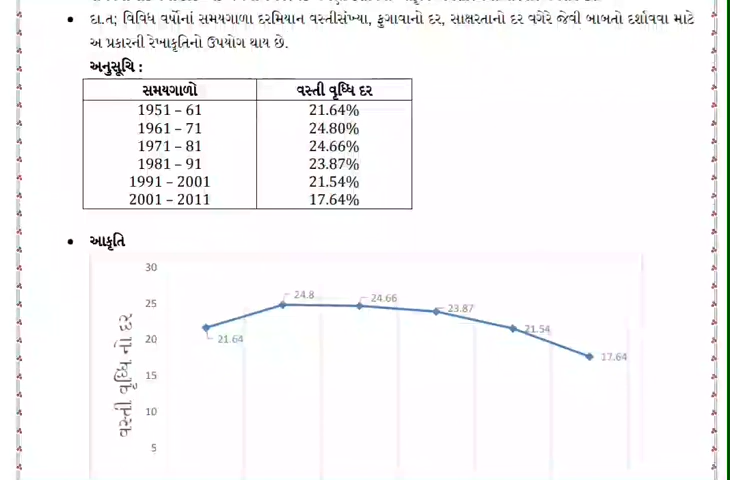 દા.ત; વિવિધ વર્ષોનાં સમયગાળા દરમિયાન વસ્તીસંખ્યા, ફુગાવાનો દર, સાક્ષરતાનો દર વગેરે જેવી બાબતો દર્શાવવા માટે
અ પ્રકારની રેખાકૃતિનો ઉપયોગ થાય છે.
અનુસૂચિ :
સમયગાળો વસ્તી વૃધ્ધિ દર
1951 – 61 21.64%
1961 – 71 24.80%
1971 – 81 24.66%
1981 – 91 23.87%
1991 – 2001 21.54%
2001 – 2011 17.64%
આકૃતિ
વસ્તી વૃધ્ધિ નો દર
30
25
20
15
10
5
21.64
24.8
24.66
23.87
21.54
17.64